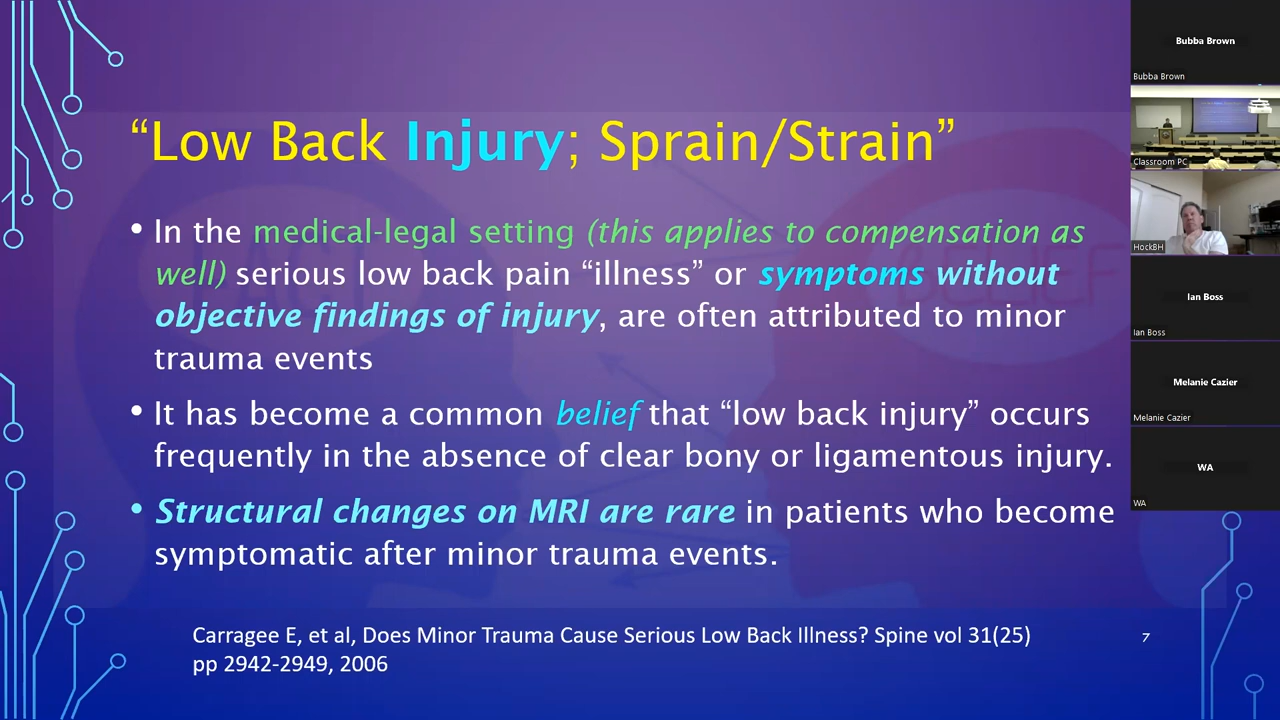 “Low Back Injury; Sprain/Strain”
• In the medical-legal setting (this applies to compensation as
well) serious low back pain “illness” or symptoms without
objective findings of injury, are often attributed to minor
trauma events
• It has become a common belief that “low back injury” occurs
frequently in the absence of clear bony or ligamentous injury.
• Structural changes on MRI are rare in patients who become
symptomatic after minor trauma events.
Carragee E, et al, Does Minor Trauma Cause Serious Low Back Illness? Spine vol 31(25)
pp 2942-2949, 2006
7
Bubba Brown
Bubba Brown
Classroom PC
HockBH
Ian Boss
Ian Boss
Melanie Cazier
Melanie Cazier
WA
WA